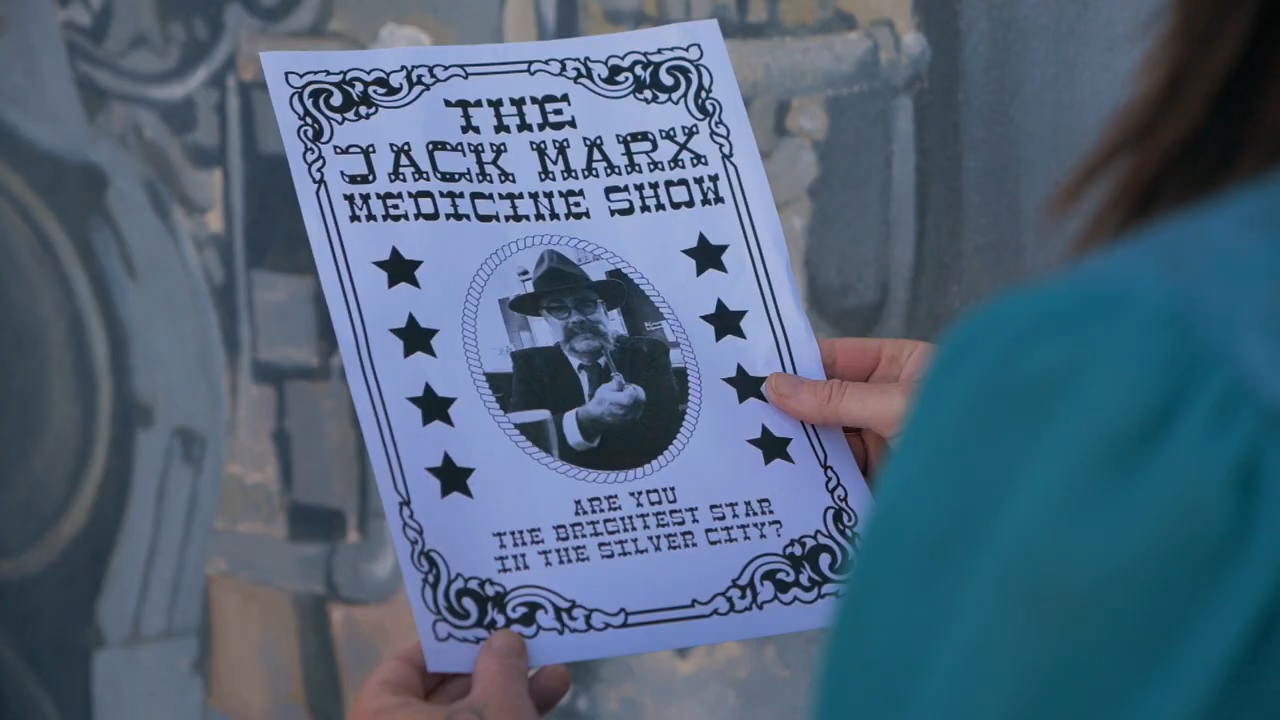 THE
JACK MARX
MEDICINE SHOW
ARE YOU
THE BRIGHTEST STAR
IN THE SILVER CITY?